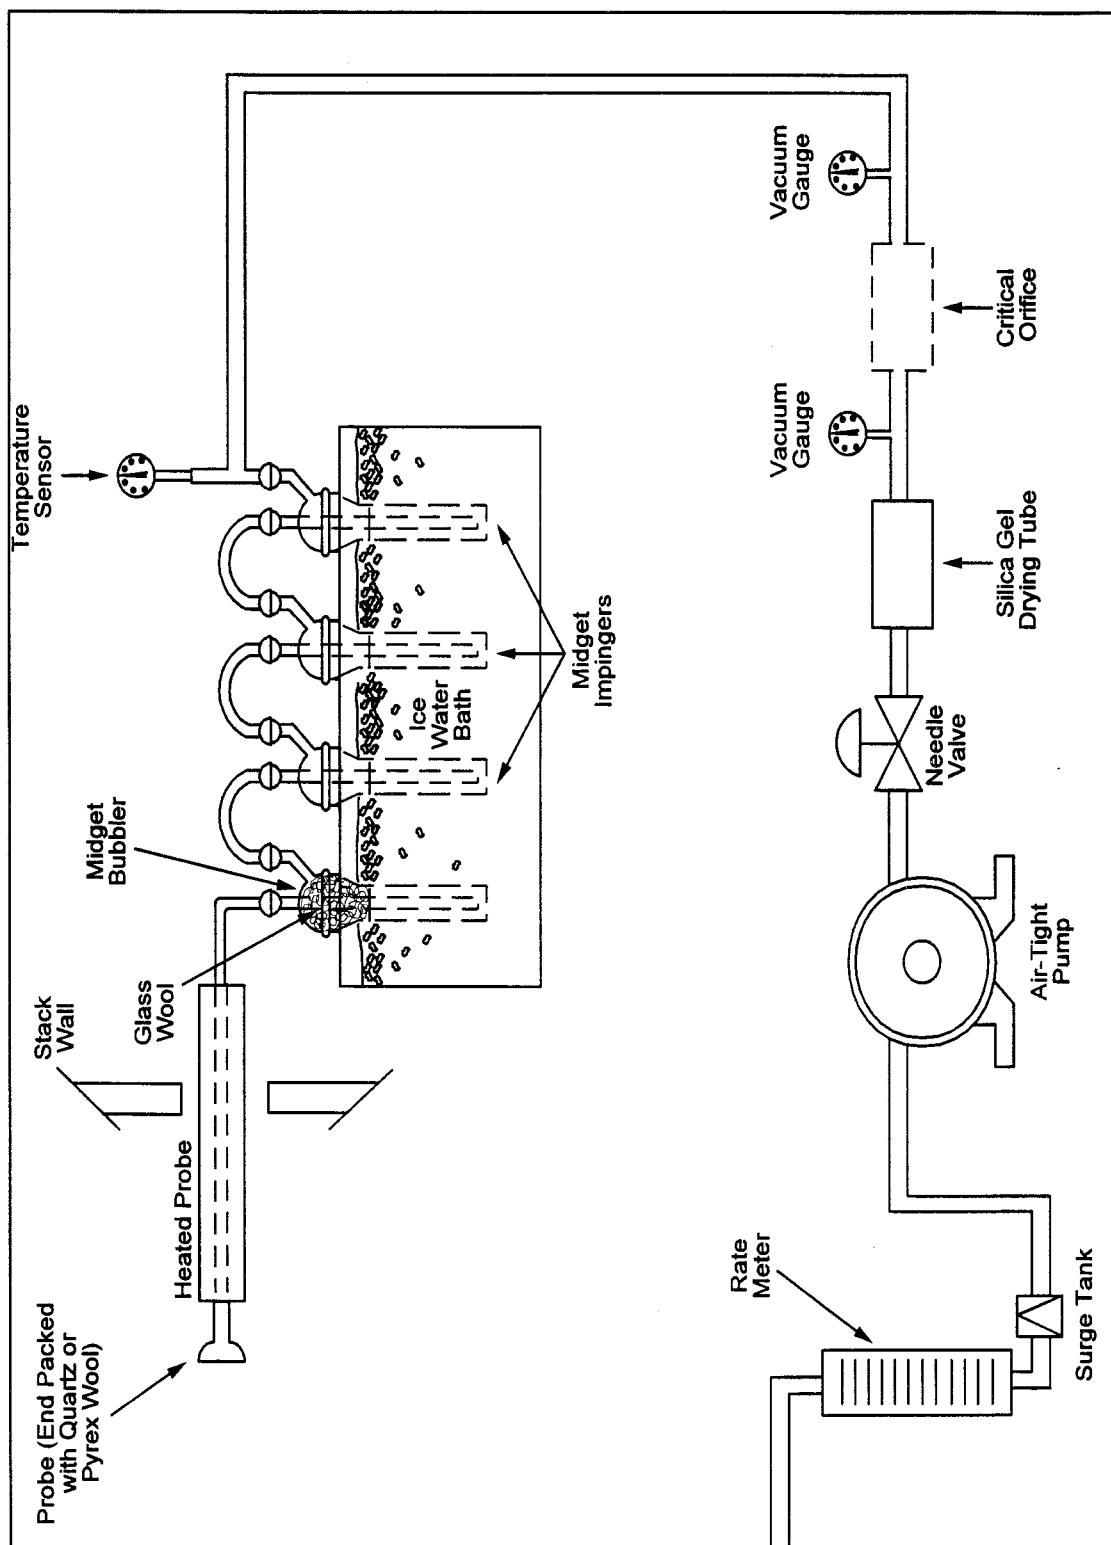 Probe (End Packed
with Quartz or
Pyrex Wool)
Heated Probe
Stack
Wall
Glass
Wool
Midget
Bubbler
Temperature
Sensor
Ice
Water
Bath
Midget
Impingers
Vacuum
Gauge
Vacuum
Gauge
Critical
Orifice
Silica Gel
Drying Tube
Needle
Valve
Air-Tight
Pump
Rate
Meter
Surge Tank